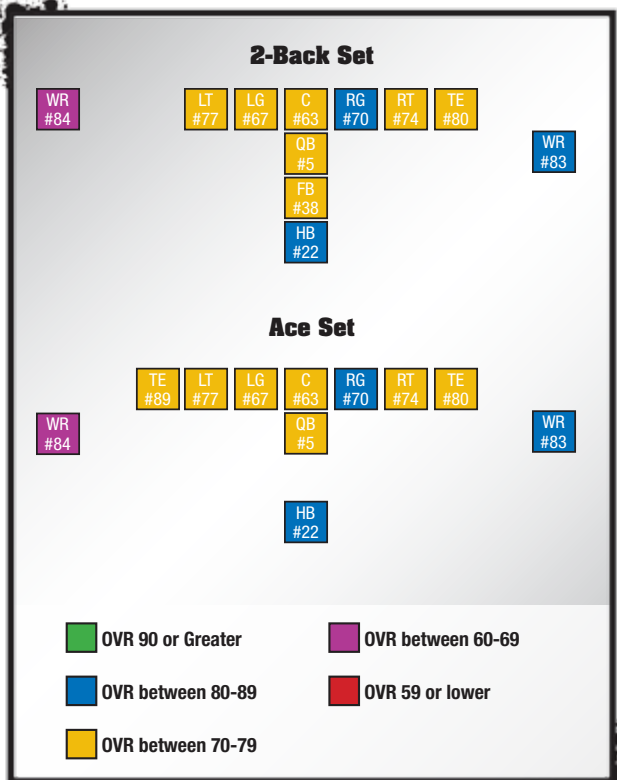 2-Back Set
WR #84
LT #77
LG #67
C #63
RG #70
RT #74
TE #80
WR #83
QB #5
FB #38
HB #22
Ace Set
TE #89
LT #77
LG #67
C #63
RG #70
RT #74
TE #80
WR #84
QB #5
WR #83
HB #22
OVR 90 or Greater
OVR between 60-69
OVR between 80-89
OVR 59 or lower
OVR between 70-79